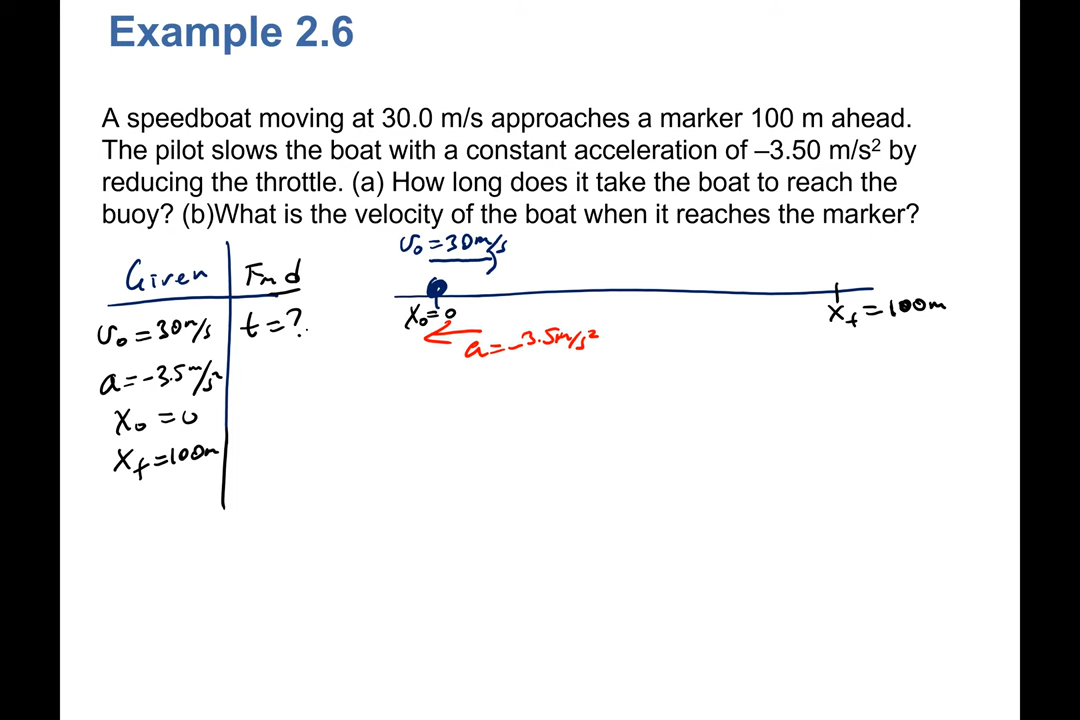 Example 2.6
A speedboat moving at 30.0 m/s approaches a marker 100 m ahead.
The pilot slows the boat with a constant acceleration of –3.50 m/s² by
reducing the throttle. (a) How long does it take the boat to reach the
buoy? (b)What is the velocity of the boat when it reaches the marker?
Given Find
v₀ = 30m/s t = ?
a = -3.5m/s²
x₀ = 0
x_f = 100m
v₀ = 30m/s
x₀ = 0
x_f = 100m
a = -3.5m/s²